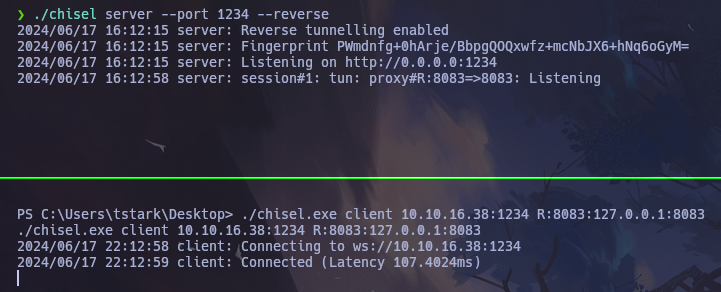 ❯ ./chisel server --port 1234 --reverse
2024/06/17 16:12:15 server: Reverse tunnelling enabled
2024/06/17 16:12:15 server: Fingerprint PWmdnfg+0hArje/BbpgQOQxwfz+mcNbJX6+hNq6oGyM=
2024/06/17 16:12:15 server: Listening on http://0.0.0.0:1234
2024/06/17 16:12:58 server: session#1: tun: proxy#R:8083=>8083: Listening
PS C:\Users\tstark\Desktop> ./chisel.exe client 10.10.16.38:1234 R:8083:127.0.0.1:8083
./chisel.exe client 10.10.16.38:1234 R:8083:127.0.0.1:8083
2024/06/17 22:12:58 client: Connecting to ws://10.10.16.38:1234
2024/06/17 22:12:59 client: Connected (Latency 107.4024ms)